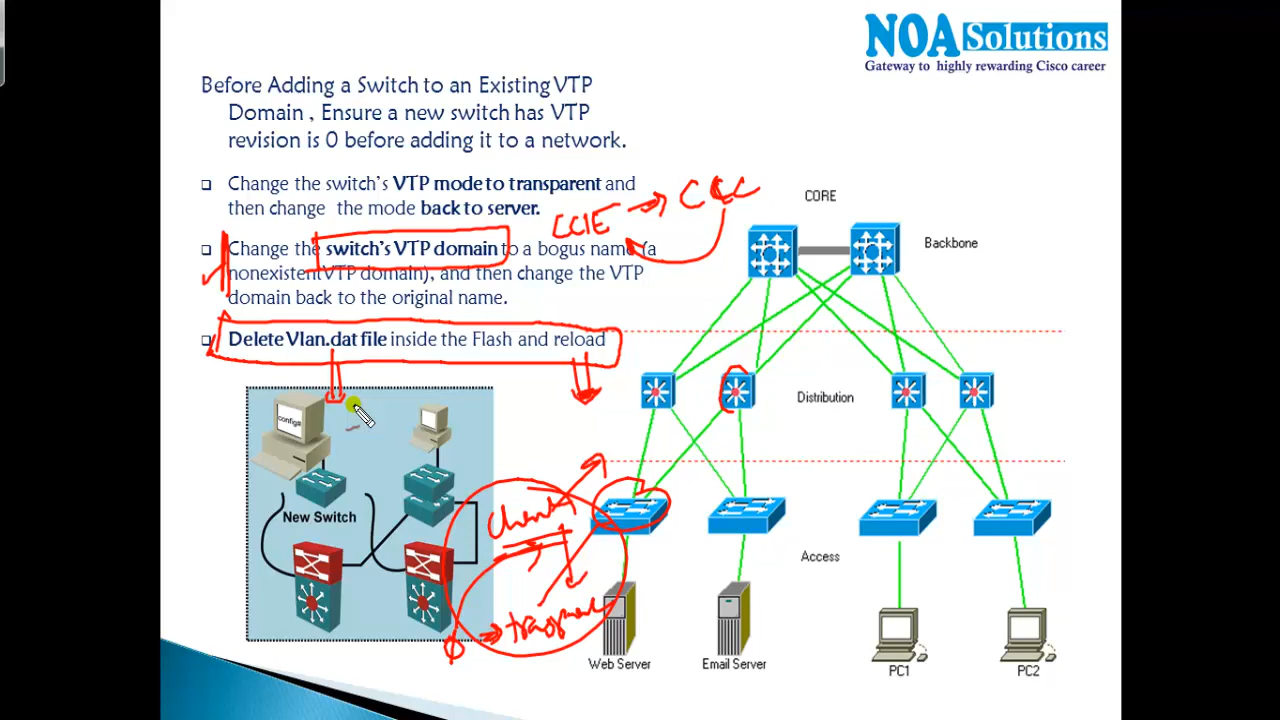 NOA Solutions
Gateway to highly rewarding Cisco career
Before Adding a Switch to an Existing VTP
Domain , Ensure a new switch has VTP
revision is 0 before adding it to a network.
Change the switch's VTP mode to transparent and
then change the mode back to server.
CCIE
Change the switch's VTP domain to a bogus name (a
nonexistent VTP domain), and then change the VTP
domain back to the original name.
Delete Vlan.dat file inside the Flash and reload
CORE
Backbone
Distribution
Access
config#
New Switch
Client
Web Server
Email Server
PC1
PC2